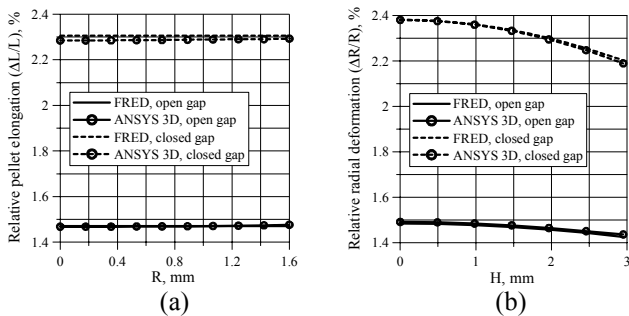 Relative pellet elongation (ΔL/L), %
2.4
2.2
2
1.8
1.6
1.4
FRED, open gap
ANSYS 3D, open gap
FRED, closed gap
ANSYS 3D, closed gap
0
0.4
0.8
1.2
1.6
R, mm
(a)
Relative radial deformation (ΔR/R), %
2.4
2.2
2
1.8
1.6
1.4
FRED, open gap
ANSYS 3D, open gap
FRED, closed gap
ANSYS 3D, closed gap
0
1
2
3
H, mm
(b)